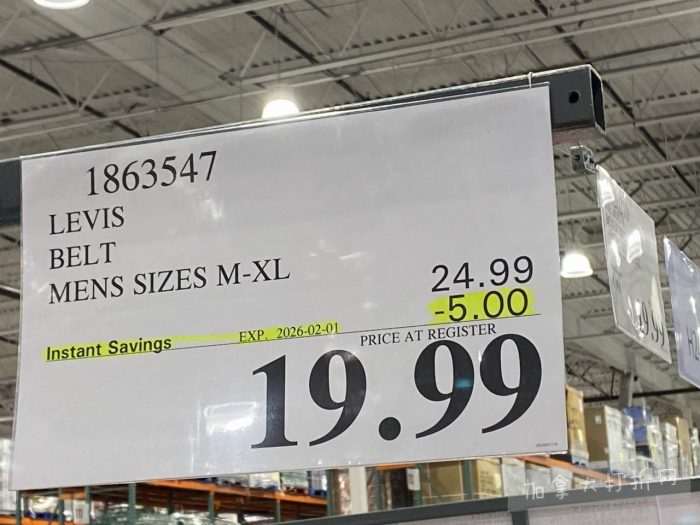 1863547
LEVIS
BELT
MENS SIZES M-XL
24.99
-5.00
Instant Savings EXP. 2026-02-01 PRICE AT REGISTER
19.99
加拿大打折网